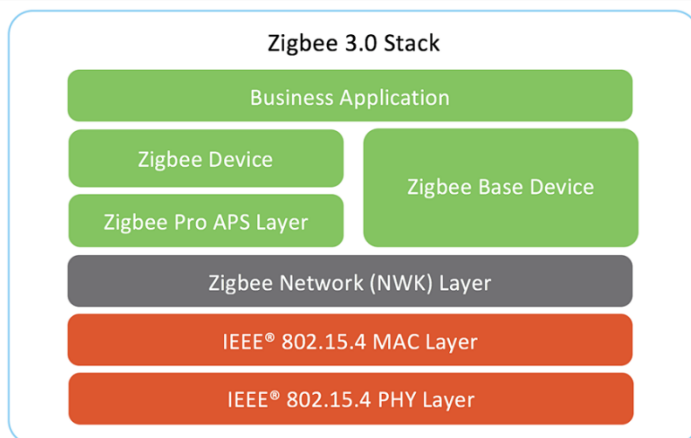 Zigbee 3.0 Stack
Business Application
Zigbee Device
Zigbee Base Device
Zigbee Pro APS Layer
Zigbee Network (NWK) Layer
IEEE® 802.15.4 MAC Layer
IEEE® 802.15.4 PHY Layer